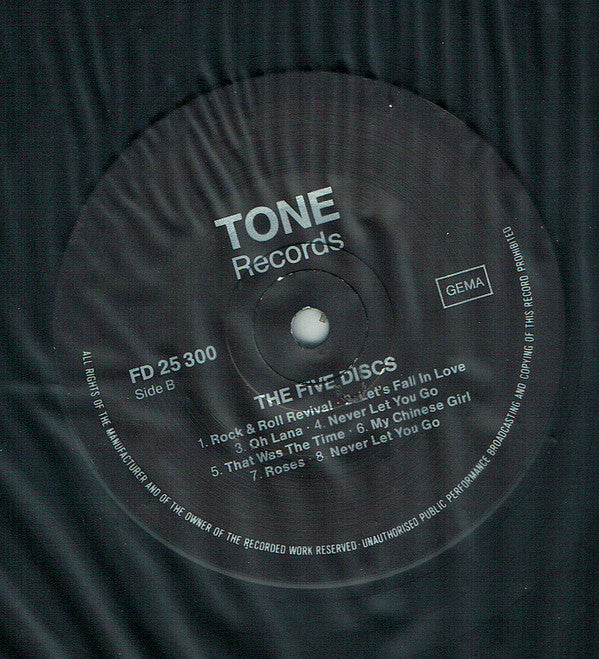 TONE
Records
GEMA
FD 25 300
Side B
THE FIVE DISCS
1. Rock & Roll Revival · 2. Let's Fall In Love
3. Oh Lana · 4. Never Let You Go
5. That Was The Time · 6. My Chinese Girl
7. Roses · 8. Never Let You Go
ALL RIGHTS OF THE MANUFACTURER AND OF THE OWNER OF THE RECORDED WORK RESERVED · UNAUTHORISED PUBLIC PERFORMANCE BROADCASTING AND COPYING OF THIS RECORD PROHIBITED